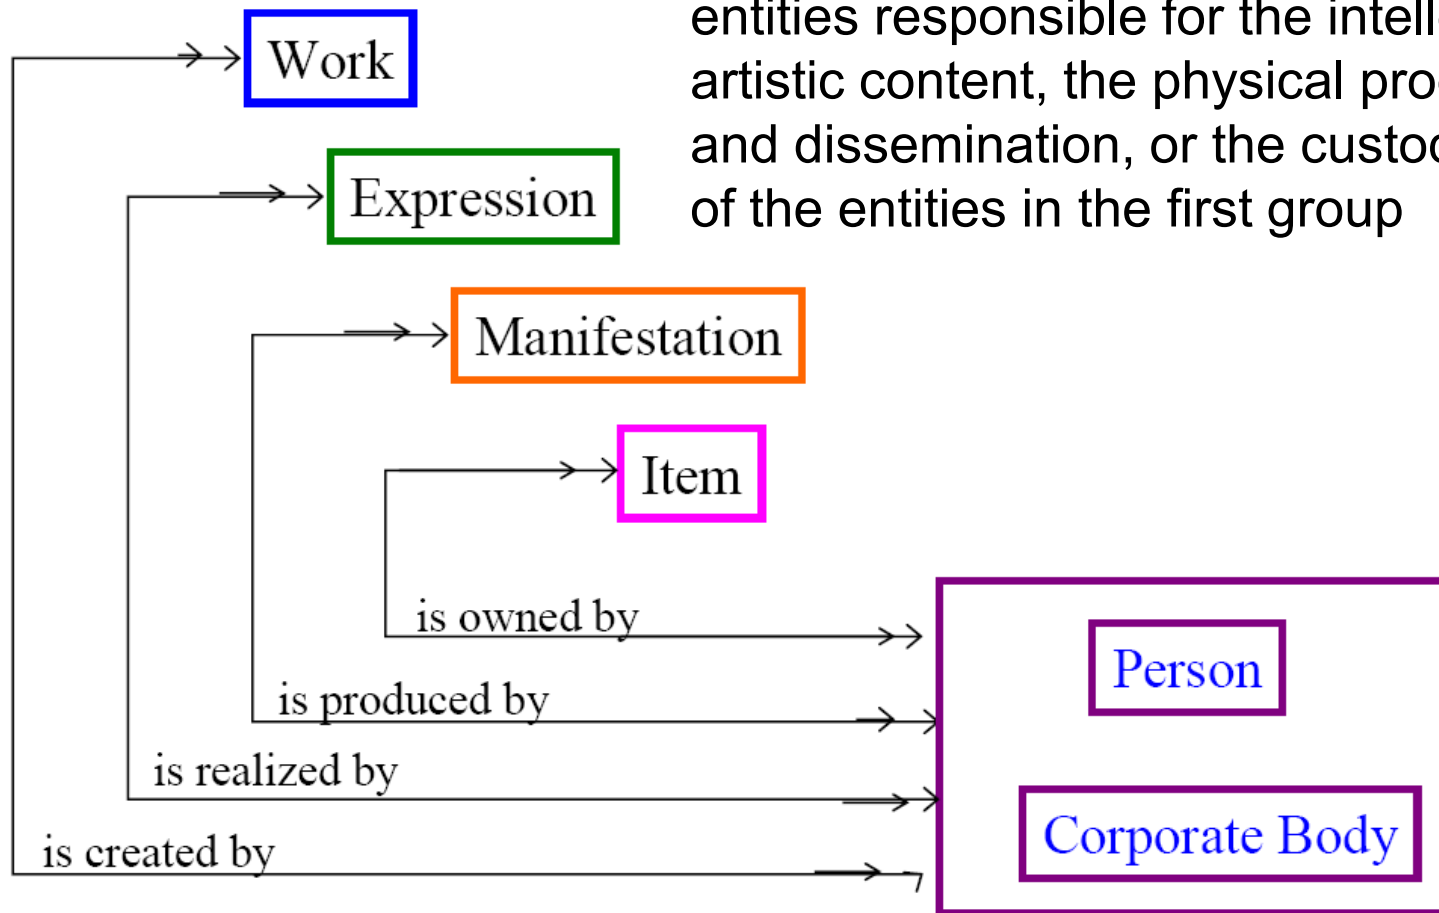 entities responsible for the intell
artistic content, the physical pro
and dissemination, or the custo
of the entities in the first group
Work
Expression
Manifestation
Item
is owned by
is produced by
is realized by
is created by
Person
Corporate Body